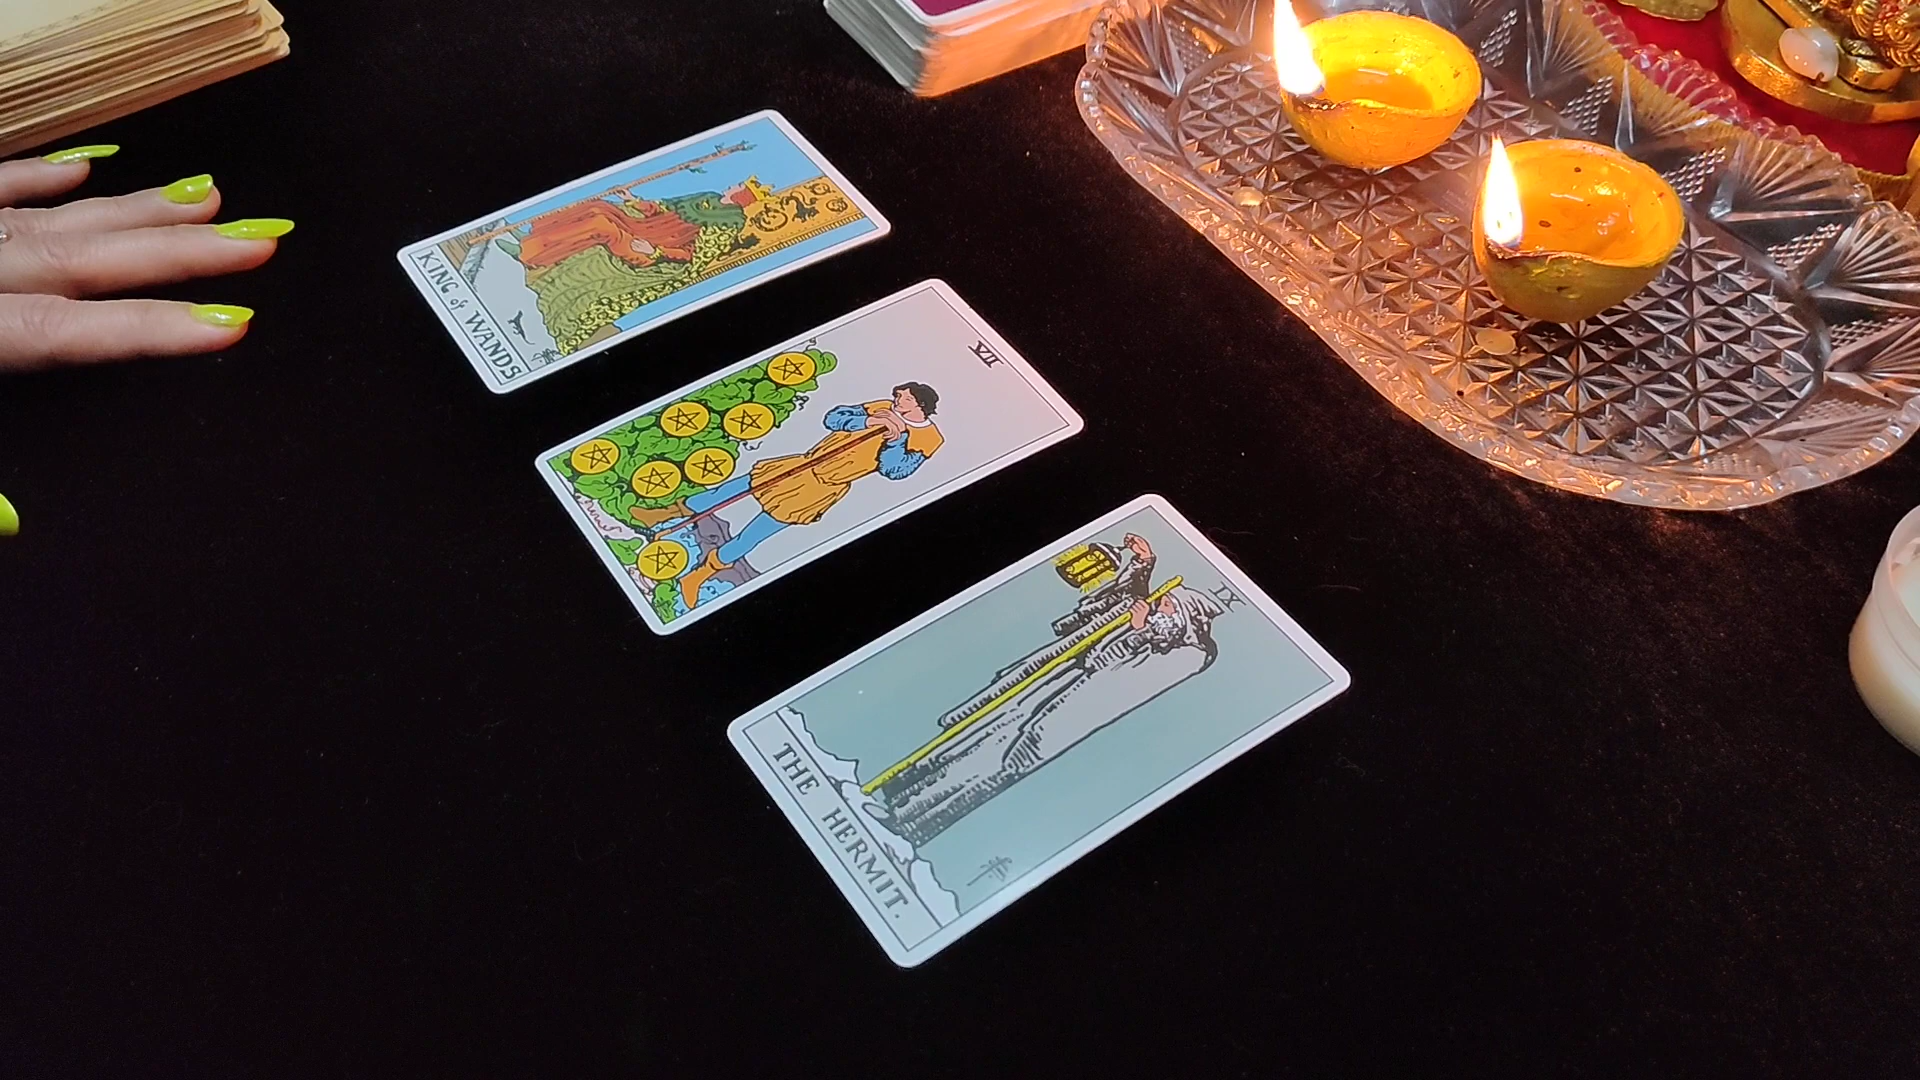 KING of WANDS
VII
IX
THE HERMIT.